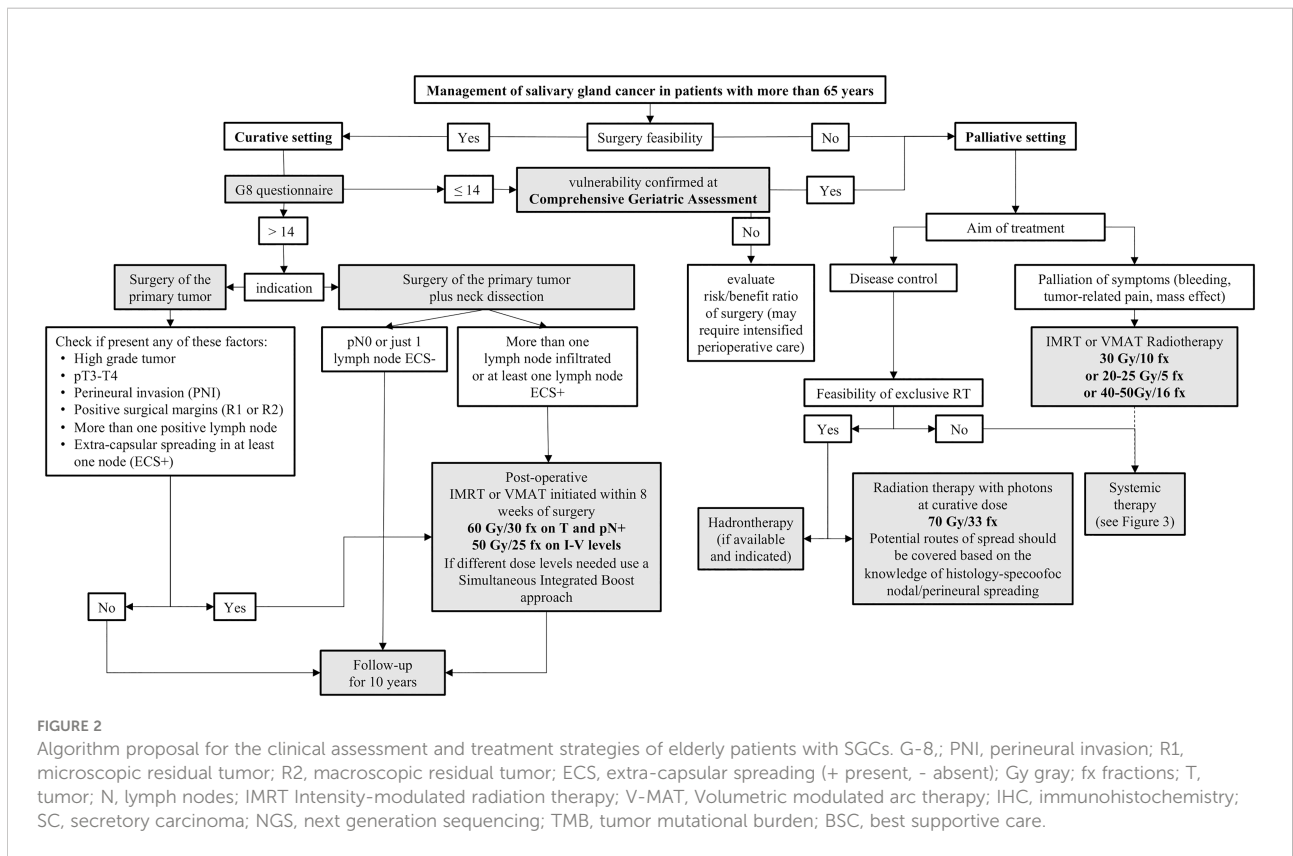 Management of salivary gland cancer in patients with more than 65 years
Curative setting
Yes
Surgery feasibility
No
Palliative setting
G8 questionnaire
≤ 14
vulnerability confirmed at
Comprehensive Geriatric Assessment
Yes
> 14
No
Aim of treatment
Surgery of the
primary tumor
indication
Surgery of the primary tumor
plus neck dissection
evaluate
risk/benefit ratio
of surgery (may
require intensified
perioperative care)
Disease control
Palliation of symptoms (bleeding,
tumor-related pain, mass effect)
Check if present any of these factors:
• High grade tumor
• pT3-T4
• Perineural invasion (PNI)
• Positive surgical margins (R1 or R2)
• More than one positive lymph node
• Extra-capsular spreading in at least
one node (ECS+)
pN0 or just 1
lymph node ECS-
More than one
lymph node infiltrated
or at least one lymph node
ECS+
IMRT or VMAT Radiotherapy
30 Gy/10 fx
or 20-25 Gy/5 fx
or 40-50Gy/16 fx
Feasibility of exclusive RT
Yes
No
Post-operative
IMRT or VMAT initiated within 8
weeks of surgery
60 Gy/30 fx on T and pN+
50 Gy/25 fx on I-V levels
If different dose levels needed use a
Simultaneous Integrated Boost
approach
Hadrontherapy
(if available
and indicated)
Radiation therapy with photons
at curative dose
70 Gy/33 fx
Potential routes of spread should
be covered based on the
knowledge of histology-specoofoc
nodal/perineural spreading
Systemic
therapy
(see Figure 3)
No
Yes
Follow-up
for 10 years
FIGURE 2
Algorithm proposal for the clinical assessment and treatment strategies of elderly patients with SGCs. G-8,; PNI, perineural invasion; R1,
microscopic residual tumor; R2, macroscopic residual tumor; ECS, extra-capsular spreading (+ present, - absent); Gy gray; fx fractions; T,
tumor; N, lymph nodes; IMRT Intensity-modulated radiation therapy; V-MAT, Volumetric modulated arc therapy; IHC, immunohistochemistry;
SC, secretory carcinoma; NGS, next generation sequencing; TMB, tumor mutational burden; BSC, best supportive care.